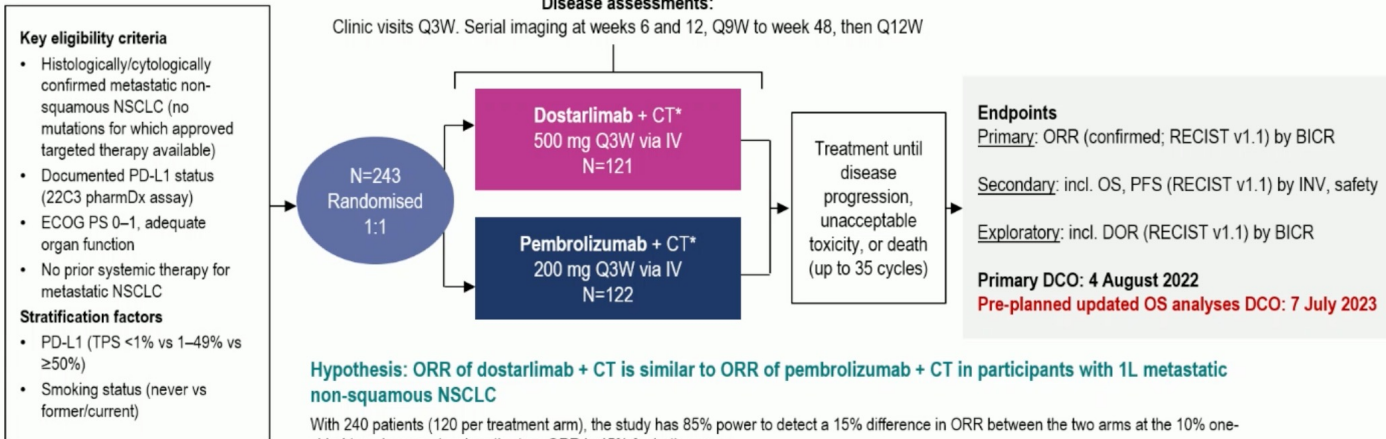 Disease assessments:
Clinic visits Q3W. Serial imaging at weeks 6 and 12, Q9W to week 48, then Q12W
Key eligibility criteria
• Histologically/cytologically
confirmed metastatic non-
squamous NSCLC (no
mutations for which approved
targeted therapy available)
• Documented PD-L1 status
(22C3 pharmDx assay)
• ECOG PS 0–1, adequate
organ function
• No prior systemic therapy for
metastatic NSCLC
Stratification factors
• PD-L1 (TPS <1% vs 1–49% vs
≥50%)
• Smoking status (never vs
former/current)
N=243
Randomised
1:1
Dostarlimab + CT*
500 mg Q3W via IV
N=121
Pembrolizumab + CT*
200 mg Q3W via IV
N=122
Treatment until
disease
progression,
unacceptable
toxicity, or death
(up to 35 cycles)
Endpoints
Primary: ORR (confirmed; RECIST v1.1) by BICR
Secondary: incl. OS, PFS (RECIST v1.1) by INV, safety
Exploratory: incl. DOR (RECIST v1.1) by BICR
Primary DCO: 4 August 2022
Pre-planned updated OS analyses DCO: 7 July 2023
Hypothesis: ORR of dostarlimab + CT is similar to ORR of pembrolizumab + CT in participants with 1L metastatic
non-squamous NSCLC
With 240 patients (120 per treatment arm), the study has 85% power to detect a 15% difference in ORR between the two arms at the 10% one-